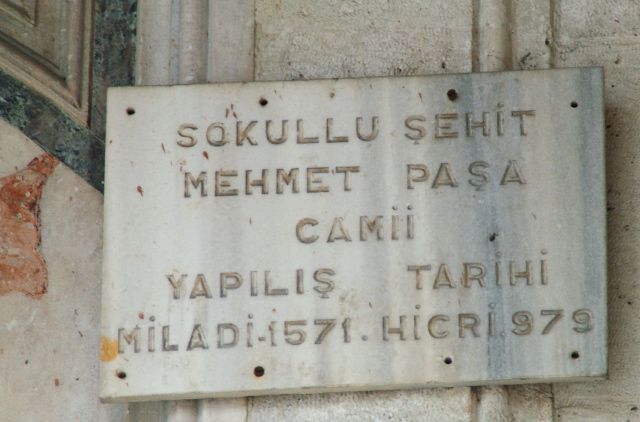 SOKULLU ŞEHİT
MEHMET PAŞA
CAMİİ
YAPILIŞ TARİHİ
MİLADİ-1571. HİCRİ.979